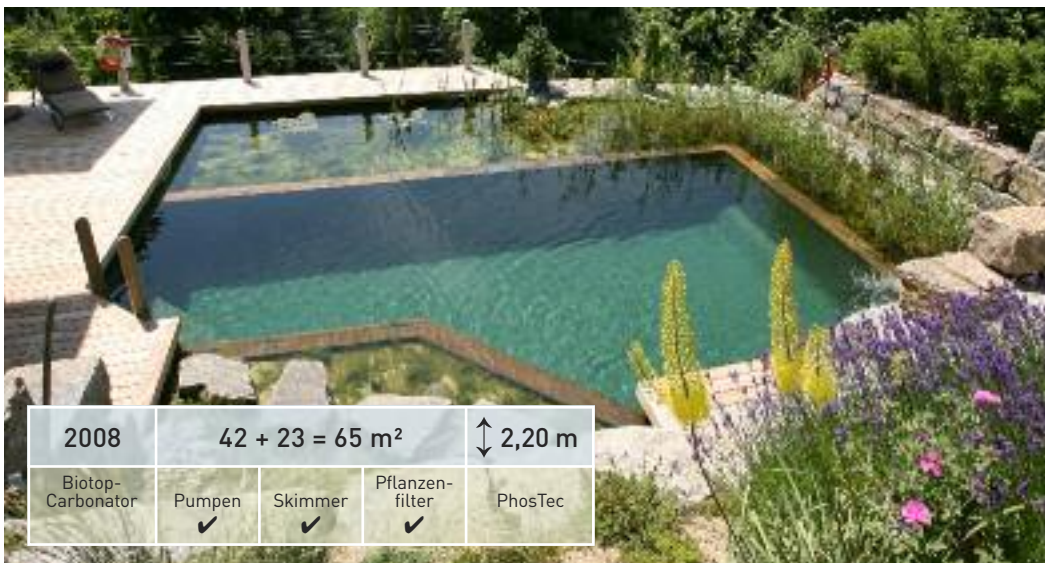 2008
42 + 23 = 65 m²
↕ 2,20 m
Biotop-
Carbonator
Pumpen
✔
Skimmer
✔
Pflanzen-
filter
✔
PhosTec